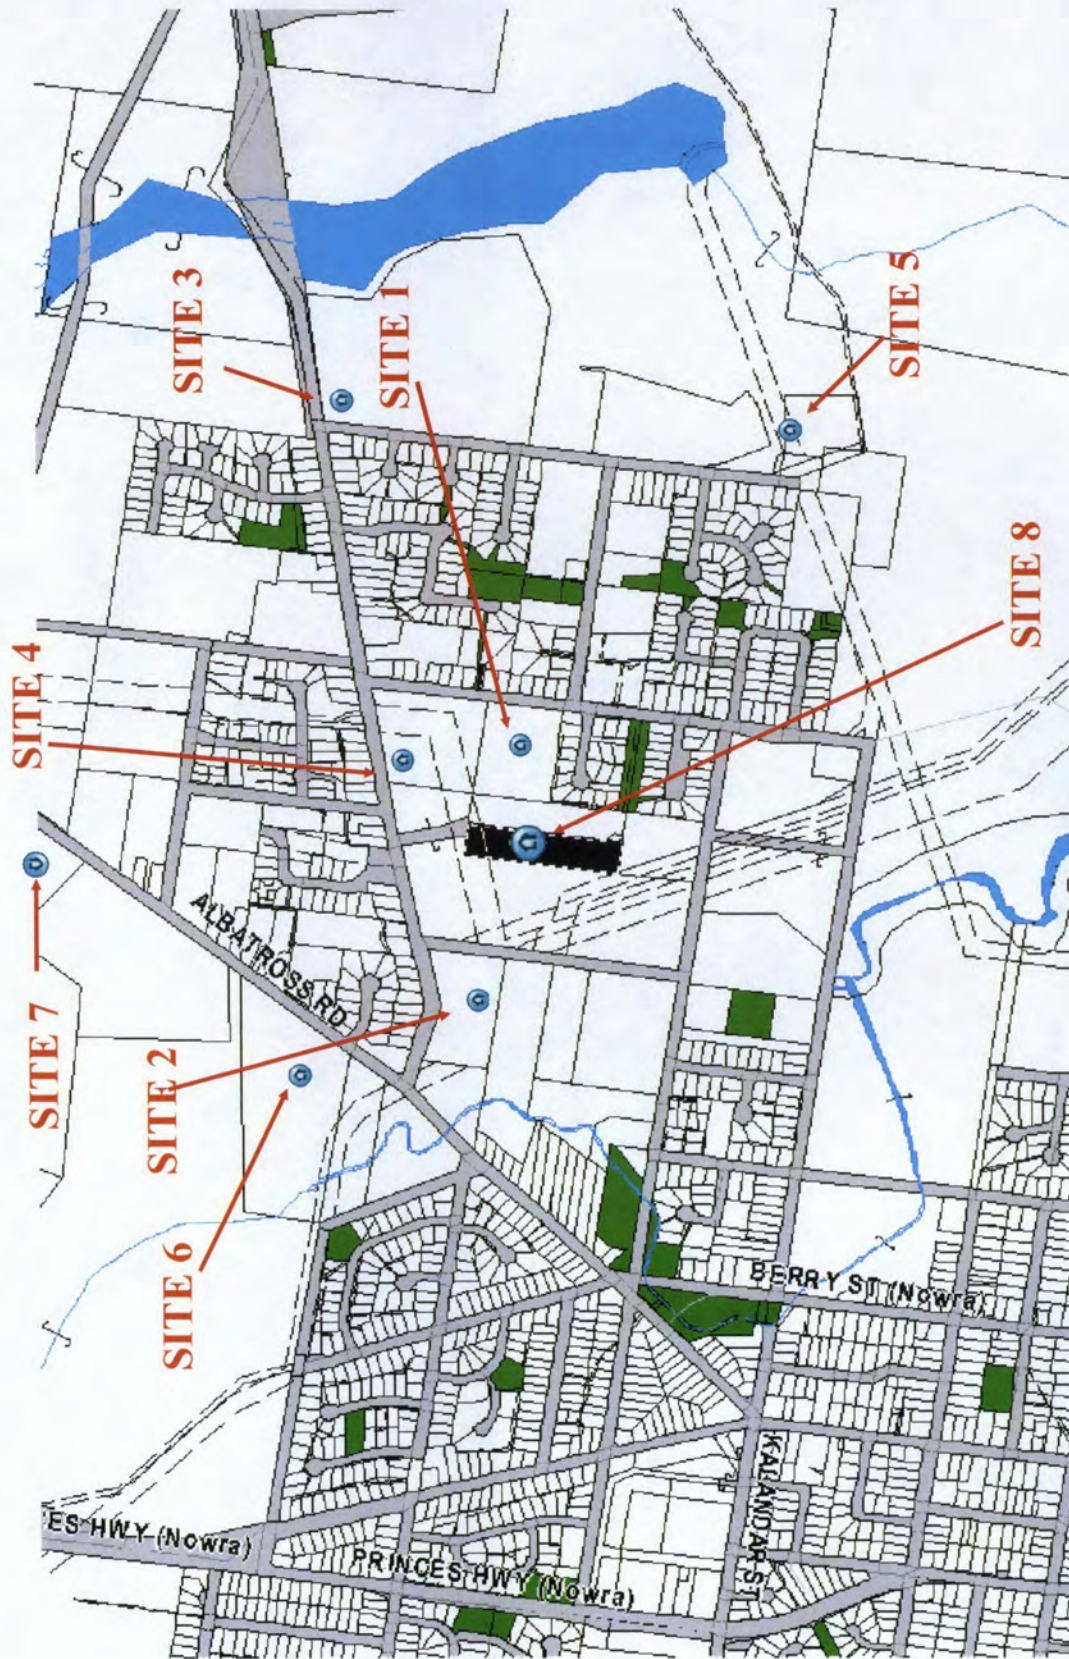 SITE 3
SITE 1
SITE 5
SITE 4
SITE 8
SITE 7
SITE 2
SITE 6
ALBATROSS RD
BERRY ST (Nowra)
KALANDAR ST
ES HWY (Nowra)
PRINCES HWY (Nowra)